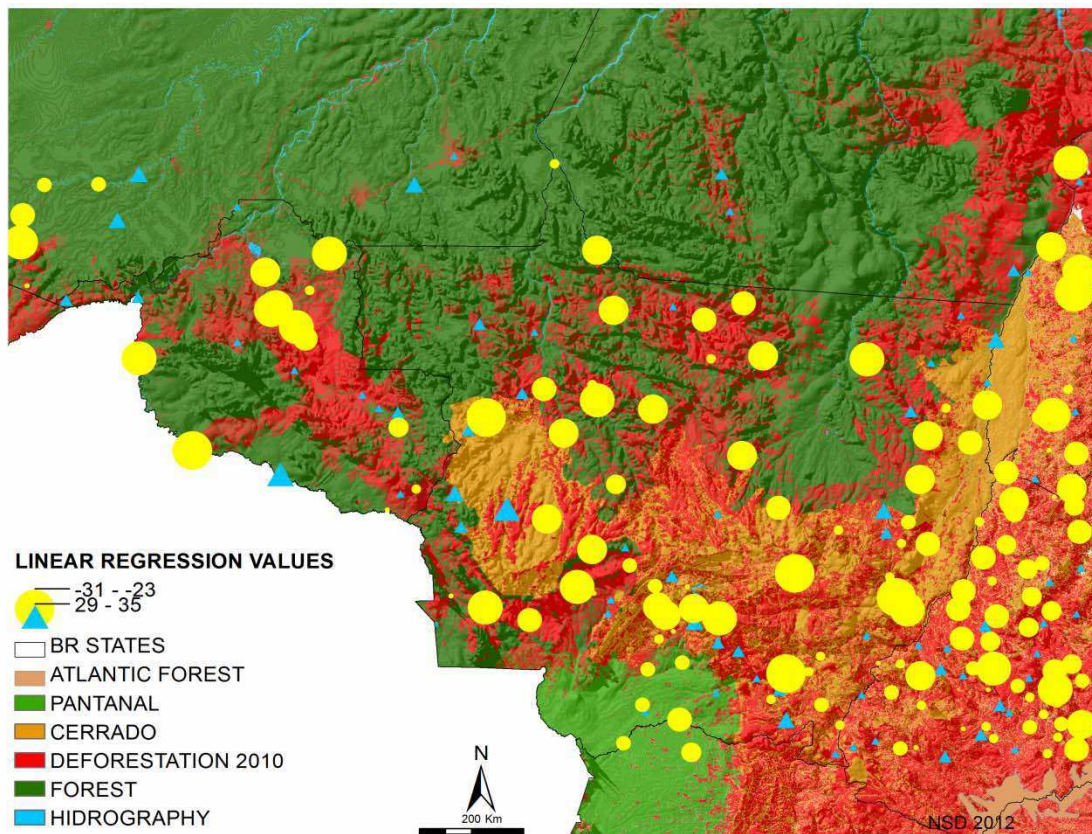 LINEAR REGRESSION VALUES
-31 - -23
29 - 35
BR STATES
ATLANTIC FOREST
PANTANAL
CERRADO
DEFORESTATION 2010
FOREST
HIDROGRAPHY
N
200 Km
NSD 2012